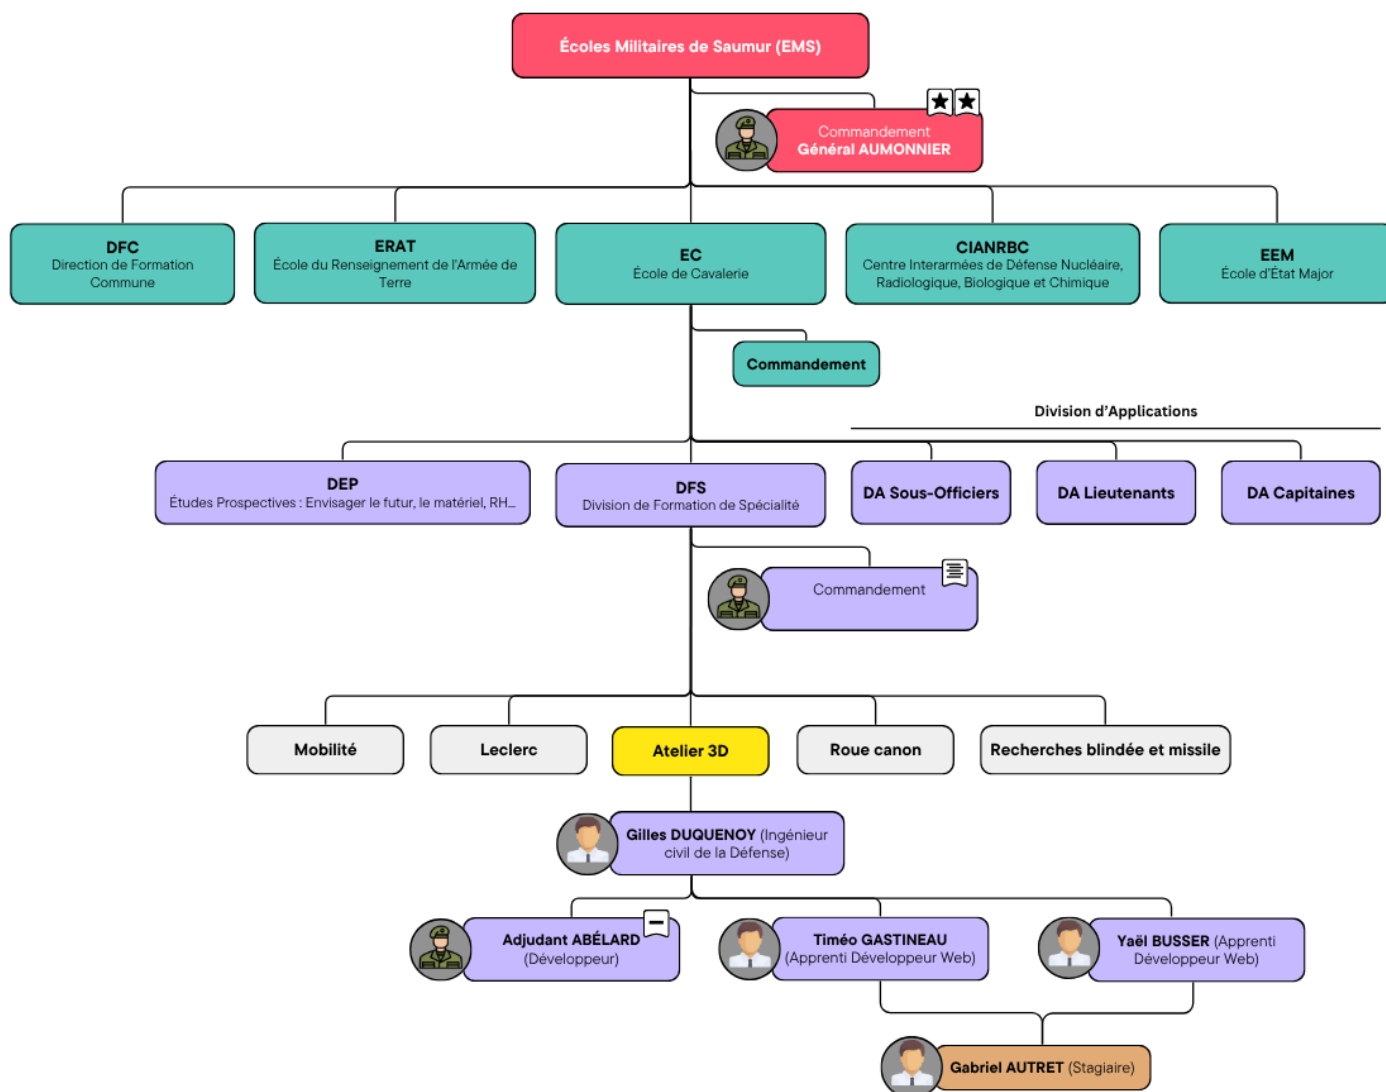 Écoles Militaires de Saumur (EMS)
Commandement
Général AUMONNIER
DFC
Direction de Formation
Commune
ERAT
École du Renseignement de l'Armée de
Terre
EC
École de Cavalerie
CIANRBC
Centre Interarmées de Défense Nucléaire,
Radiologique, Biologique et Chimique
EEM
École d'État Major
Commandement
Division d'Applications
DEP
Études Prospectives : Envisager le futur, le matériel, RH...
DFS
Division de Formation de Spécialité
DA Sous-Officiers
DA Lieutenants
DA Capitaines
Commandement
Mobilité
Leclerc
Atelier 3D
Roue canon
Recherches blindée et missile
Gilles DUQUENOY (Ingénieur
civil de la Défense)
Adjudant ABÉLARD
(Développeur)
Timéo GASTINEAU
(Apprenti Développeur Web)
Yaël BUSSER (Apprenti
Développeur Web)
Gabriel AUTRET (Stagiaire)